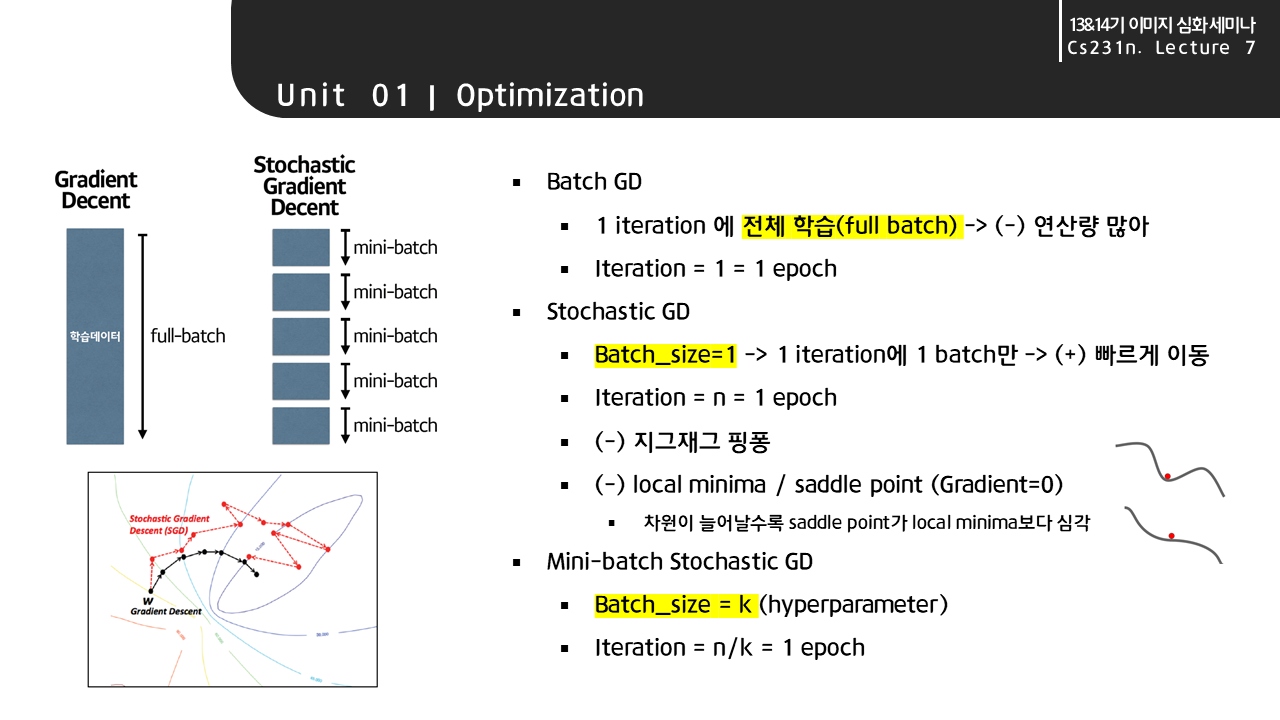 13&14기 이미지 심화 세미나
Cs231n. Lecture 7
Unit 01 | Optimization
Gradient
Decent
학습데이터
full-batch
Stochastic
Gradient
Decent
mini-batch
mini-batch
mini-batch
mini-batch
mini-batch
Stochastic Gradient
Descent (SGD)
W
Gradient Descent
▪ Batch GD
▪ 1 iteration 에 전체 학습(full batch) -> (-) 연산량 많아
▪ Iteration = 1 = 1 epoch
▪ Stochastic GD
▪ Batch_size=1 -> 1 iteration에 1 batch만 -> (+) 빠르게 이동
▪ Iteration = n = 1 epoch
▪ (-) 지그재그 핑퐁
▪ (-) local minima / saddle point (Gradient=0)
▪ 차원이 늘어날수록 saddle point가 local minima보다 심각
▪ Mini-batch Stochastic GD
▪ Batch_size = k (hyperparameter)
▪ Iteration = n/k = 1 epoch